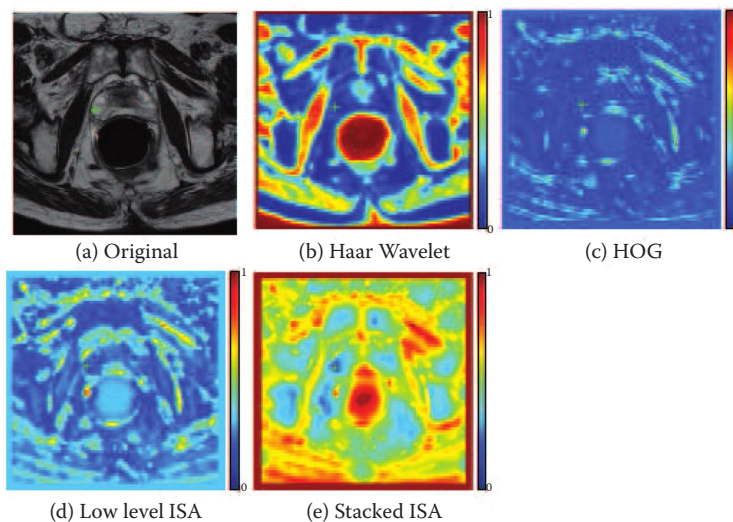 1
0
(a) Original
(b) Haar Wavelet
(c) HOG
1
0
1
0
(d) Low level ISA
(e) Stacked ISA